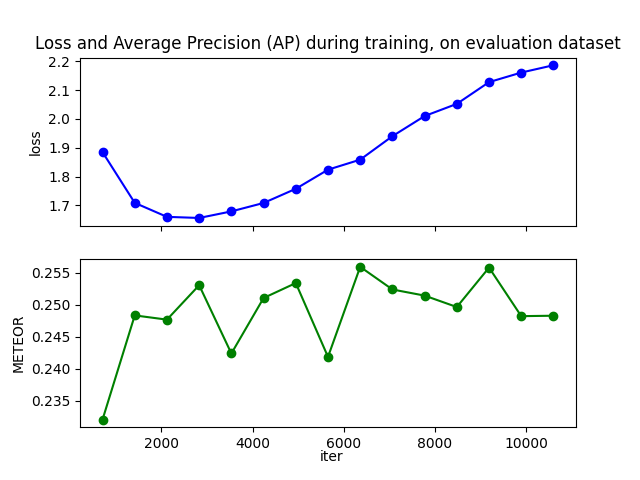 Loss and Average Precision (AP) during training, on evaluation dataset
2.2
2.1
2.0
1.9
1.8
1.7
loss
0.255
0.250
0.245
0.240
0.235
METEOR
2000 4000 6000 8000 10000
iter